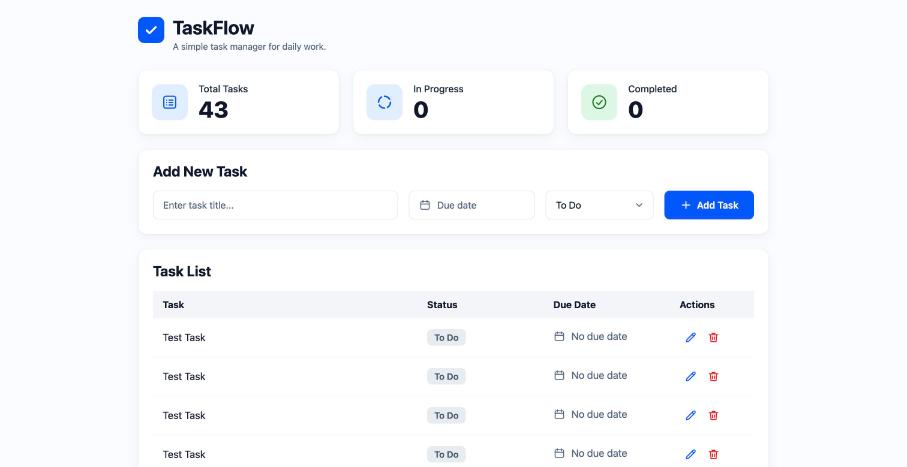 TaskFlow
A simple task manager for daily work.
Total Tasks
43
In Progress
0
Completed
0
Add New Task
Enter task title...
Due date
To Do
Add Task
Task List
Task Status Due Date Actions
Test Task To Do No due date
Test Task To Do No due date
Test Task To Do No due date
Test Task To Do No due date